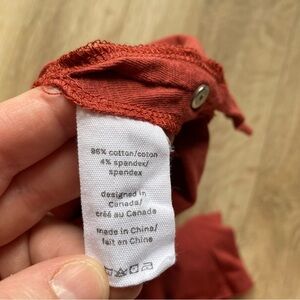 96% cotton/coton
4% spandex/
spandex
designed in
Canada/
créé au Canada
made in China/
fait en Chine